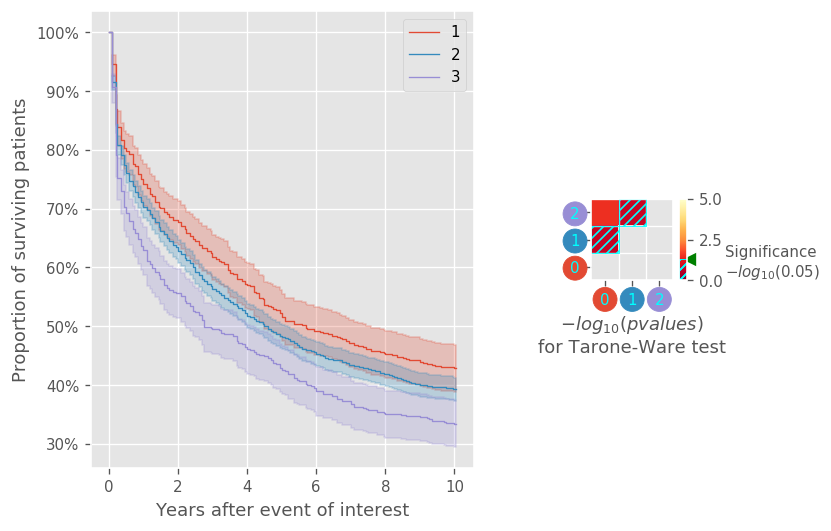 1
2
3
100%
90%
80%
70%
60%
50%
40%
30%
Proportion of surviving patients
0 2 4 6 8 10
Years after event of interest
2
1
0
0 1 2
5.0
2.5
0.0
Significance
−log10(0.05)
−log10(pvalues)
for Tarone-Ware test